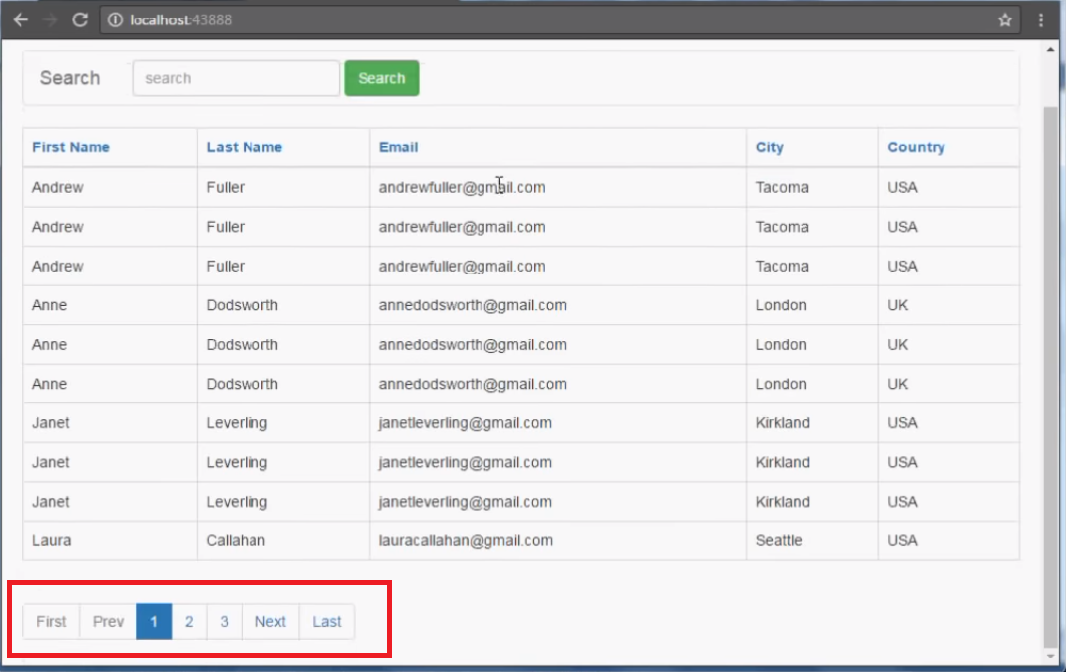 localhost:43888
Search search Search
First Name Last Name Email City Country
Andrew Fuller andrewfuller@gmail.com Tacoma USA
Andrew Fuller andrewfuller@gmail.com Tacoma USA
Andrew Fuller andrewfuller@gmail.com Tacoma USA
Anne Dodsworth annedodsworth@gmail.com London UK
Anne Dodsworth annedodsworth@gmail.com London UK
Anne Dodsworth annedodsworth@gmail.com London UK
Janet Leverling janetleverling@gmail.com Kirkland USA
Janet Leverling janetleverling@gmail.com Kirkland USA
Janet Leverling janetleverling@gmail.com Kirkland USA
Laura Callahan lauracallahan@gmail.com Seattle USA
First Prev 1 2 3 Next Last